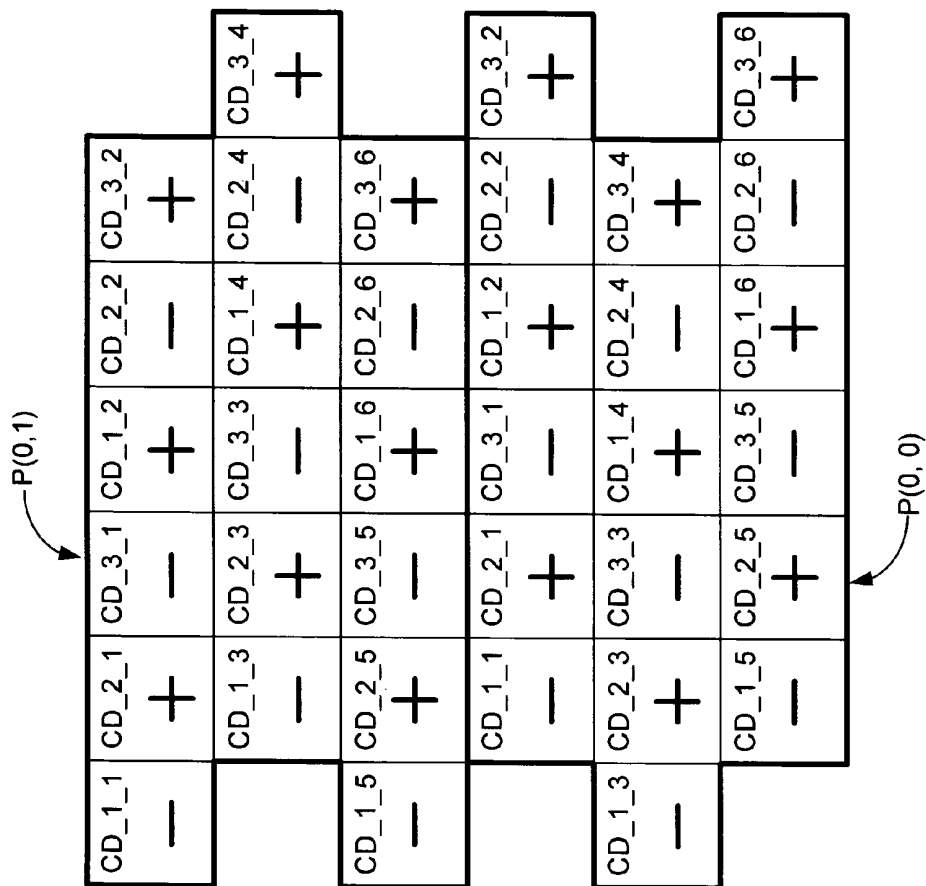 P(0,1)
CD_1_1 CD_2_1 CD_3_1 CD_1_2 CD_2_2 CD_3_2
− + − + − +
CD_1_3 CD_2_3 CD_3_3 CD_1_4 CD_2_4 CD_3_4
− + − + − +
CD_1_5 CD_2_5 CD_3_5 CD_1_6 CD_2_6 CD_3_6
− + − + − +
CD_1_1 CD_2_1 CD_3_1 CD_1_2 CD_2_2 CD_3_2
− + − + − +
CD_1_3 CD_2_3 CD_3_3 CD_1_4 CD_2_4 CD_3_4
− + − + − +
CD_1_5 CD_2_5 CD_3_5 CD_1_6 CD_2_6 CD_3_6
− + − + − +
P(0, 0)